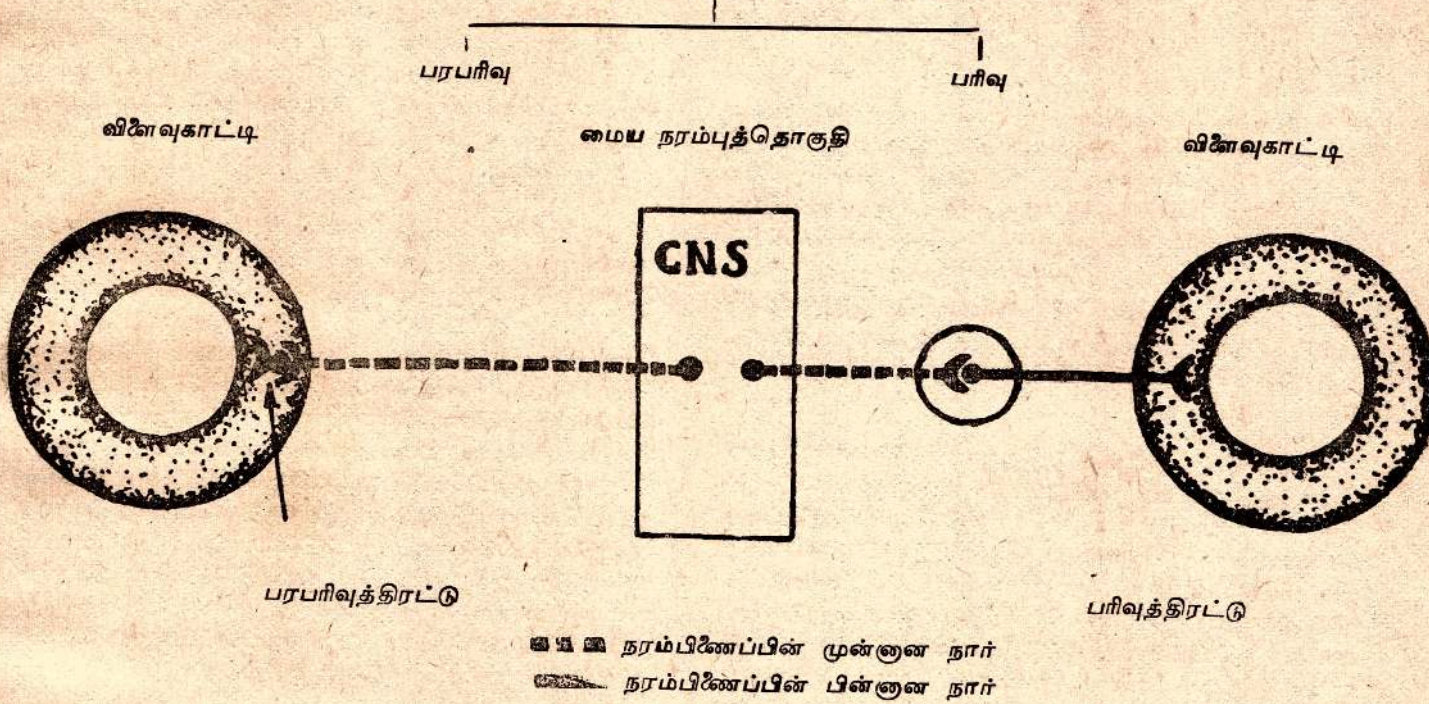 பரபரிவு
பரிவு
விளைவுகாட்டி
மைய நரம்புத்தொகுதி
விளைவுகாட்டி
CNS
பரபரிவுத்திரட்டு
பரிவுத்திரட்டு
நரம்பிணைப்பின் முன்னான நார்
நரம்பிணைப்பின் பின்னான நார்